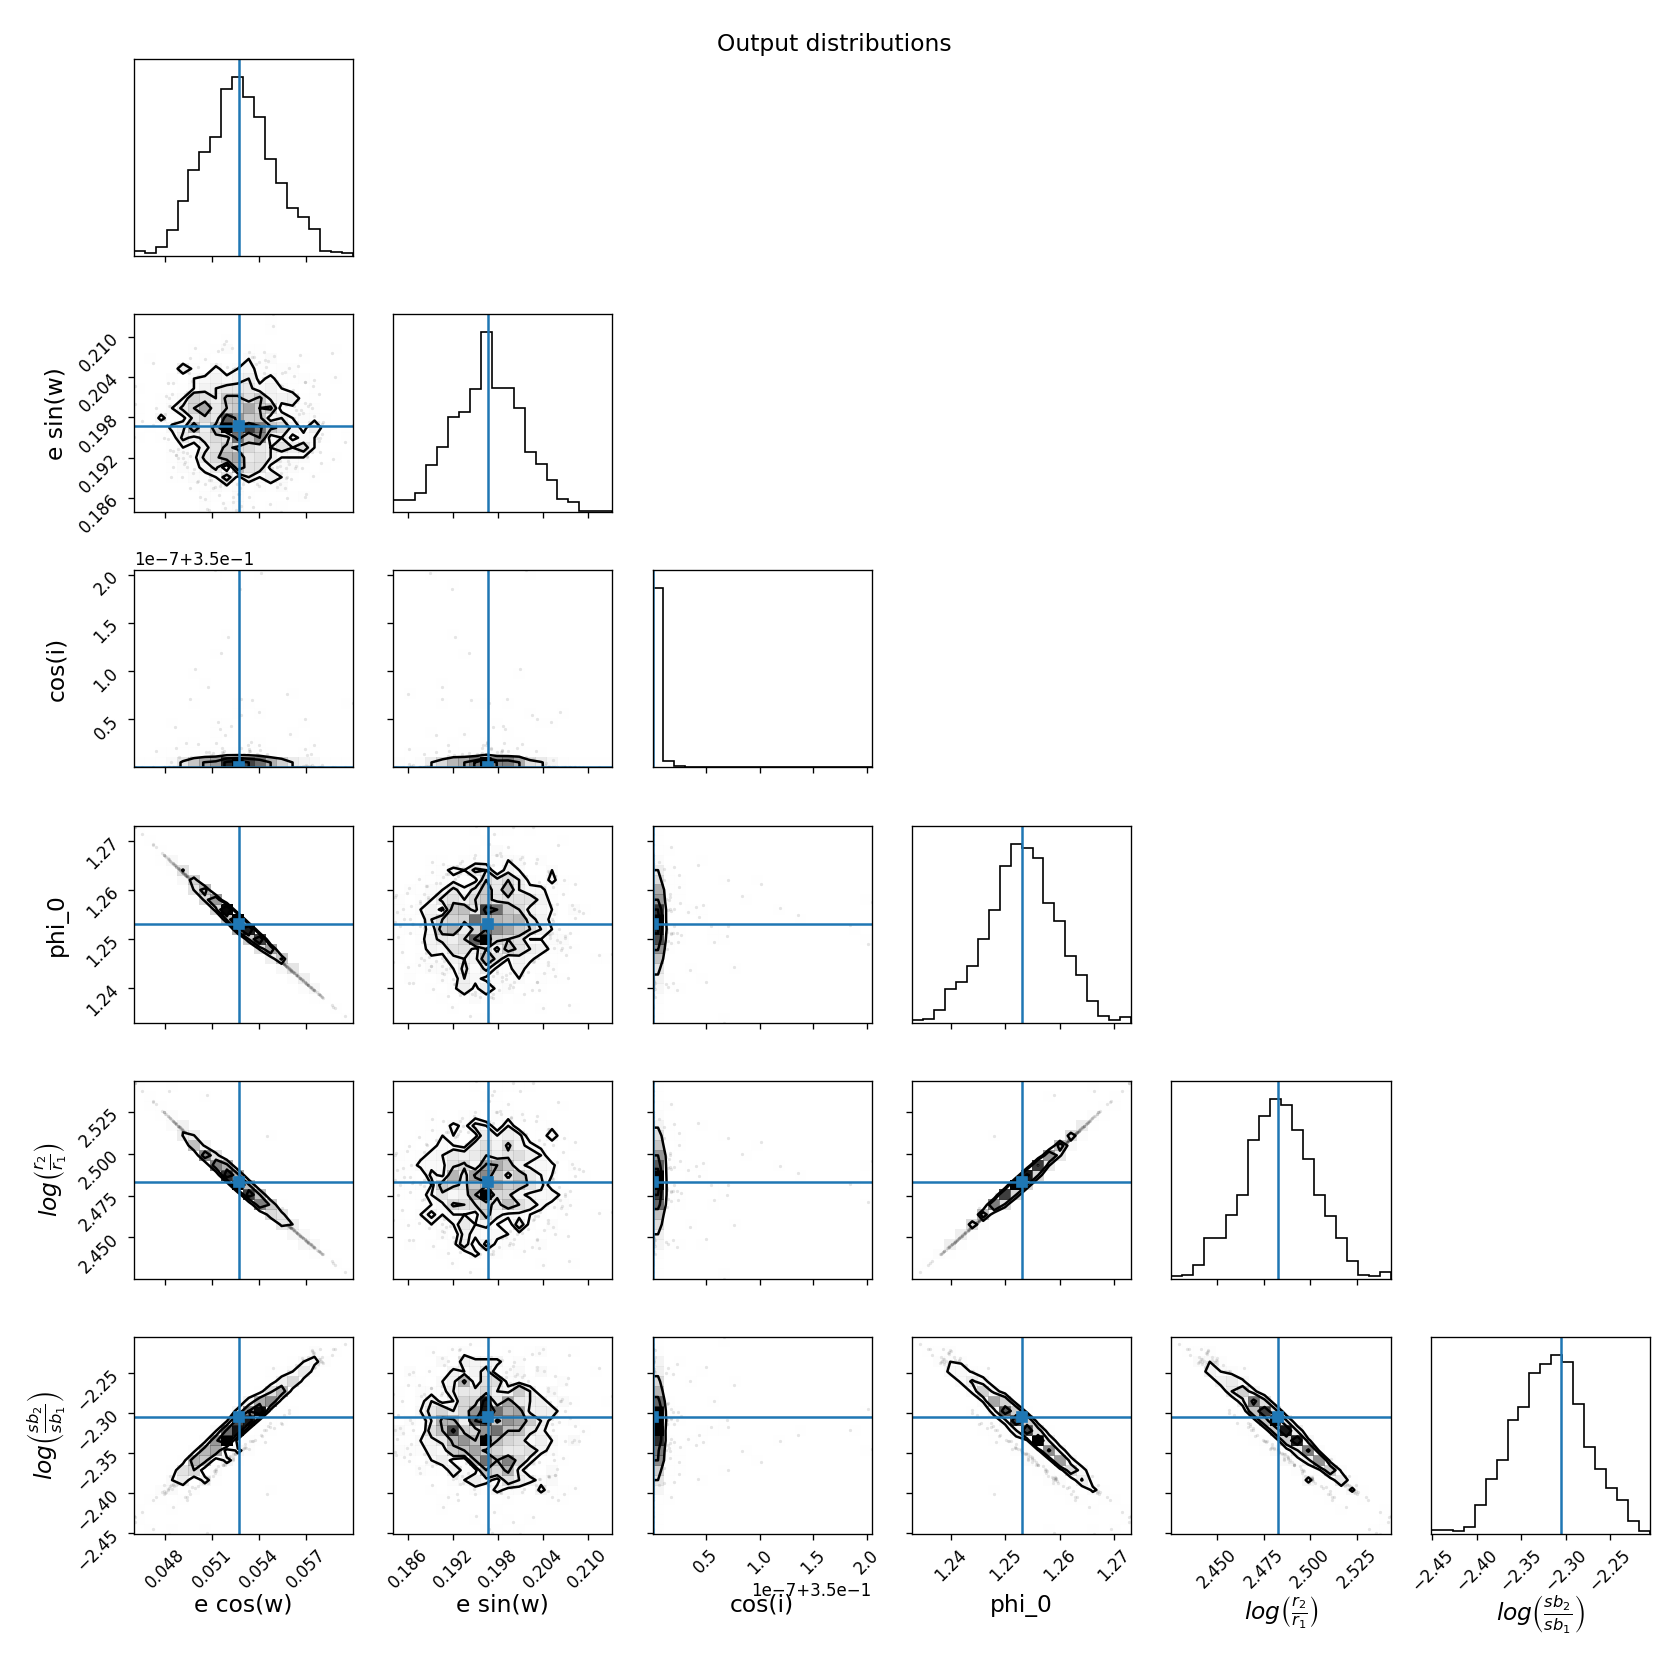 Output distributions
e sin(w)
0.210
0.204
0.198
0.192
0.186
1e−7+3.5e−1
cos(i)
2.0
1.5
1.0
0.5
phi_0
1.27
1.26
1.25
1.24
log(r₂/r₁)
2.525
2.500
2.475
2.450
log(sb₂/sb₁)
−2.25
−2.30
−2.35
−2.40
−2.45
0.048 0.051 0.054 0.057
0.186 0.192 0.198 0.204 0.210
0.5 1.0 1.5 2.0
1.24 1.25 1.26 1.27
2.450 2.475 2.500 2.525
−2.45 −2.40 −2.35 −2.30 −2.25
1e−7+3.5e−1
e cos(w) e sin(w) cos(i) phi_0 log(r₂/r₁) log(sb₂/sb₁)